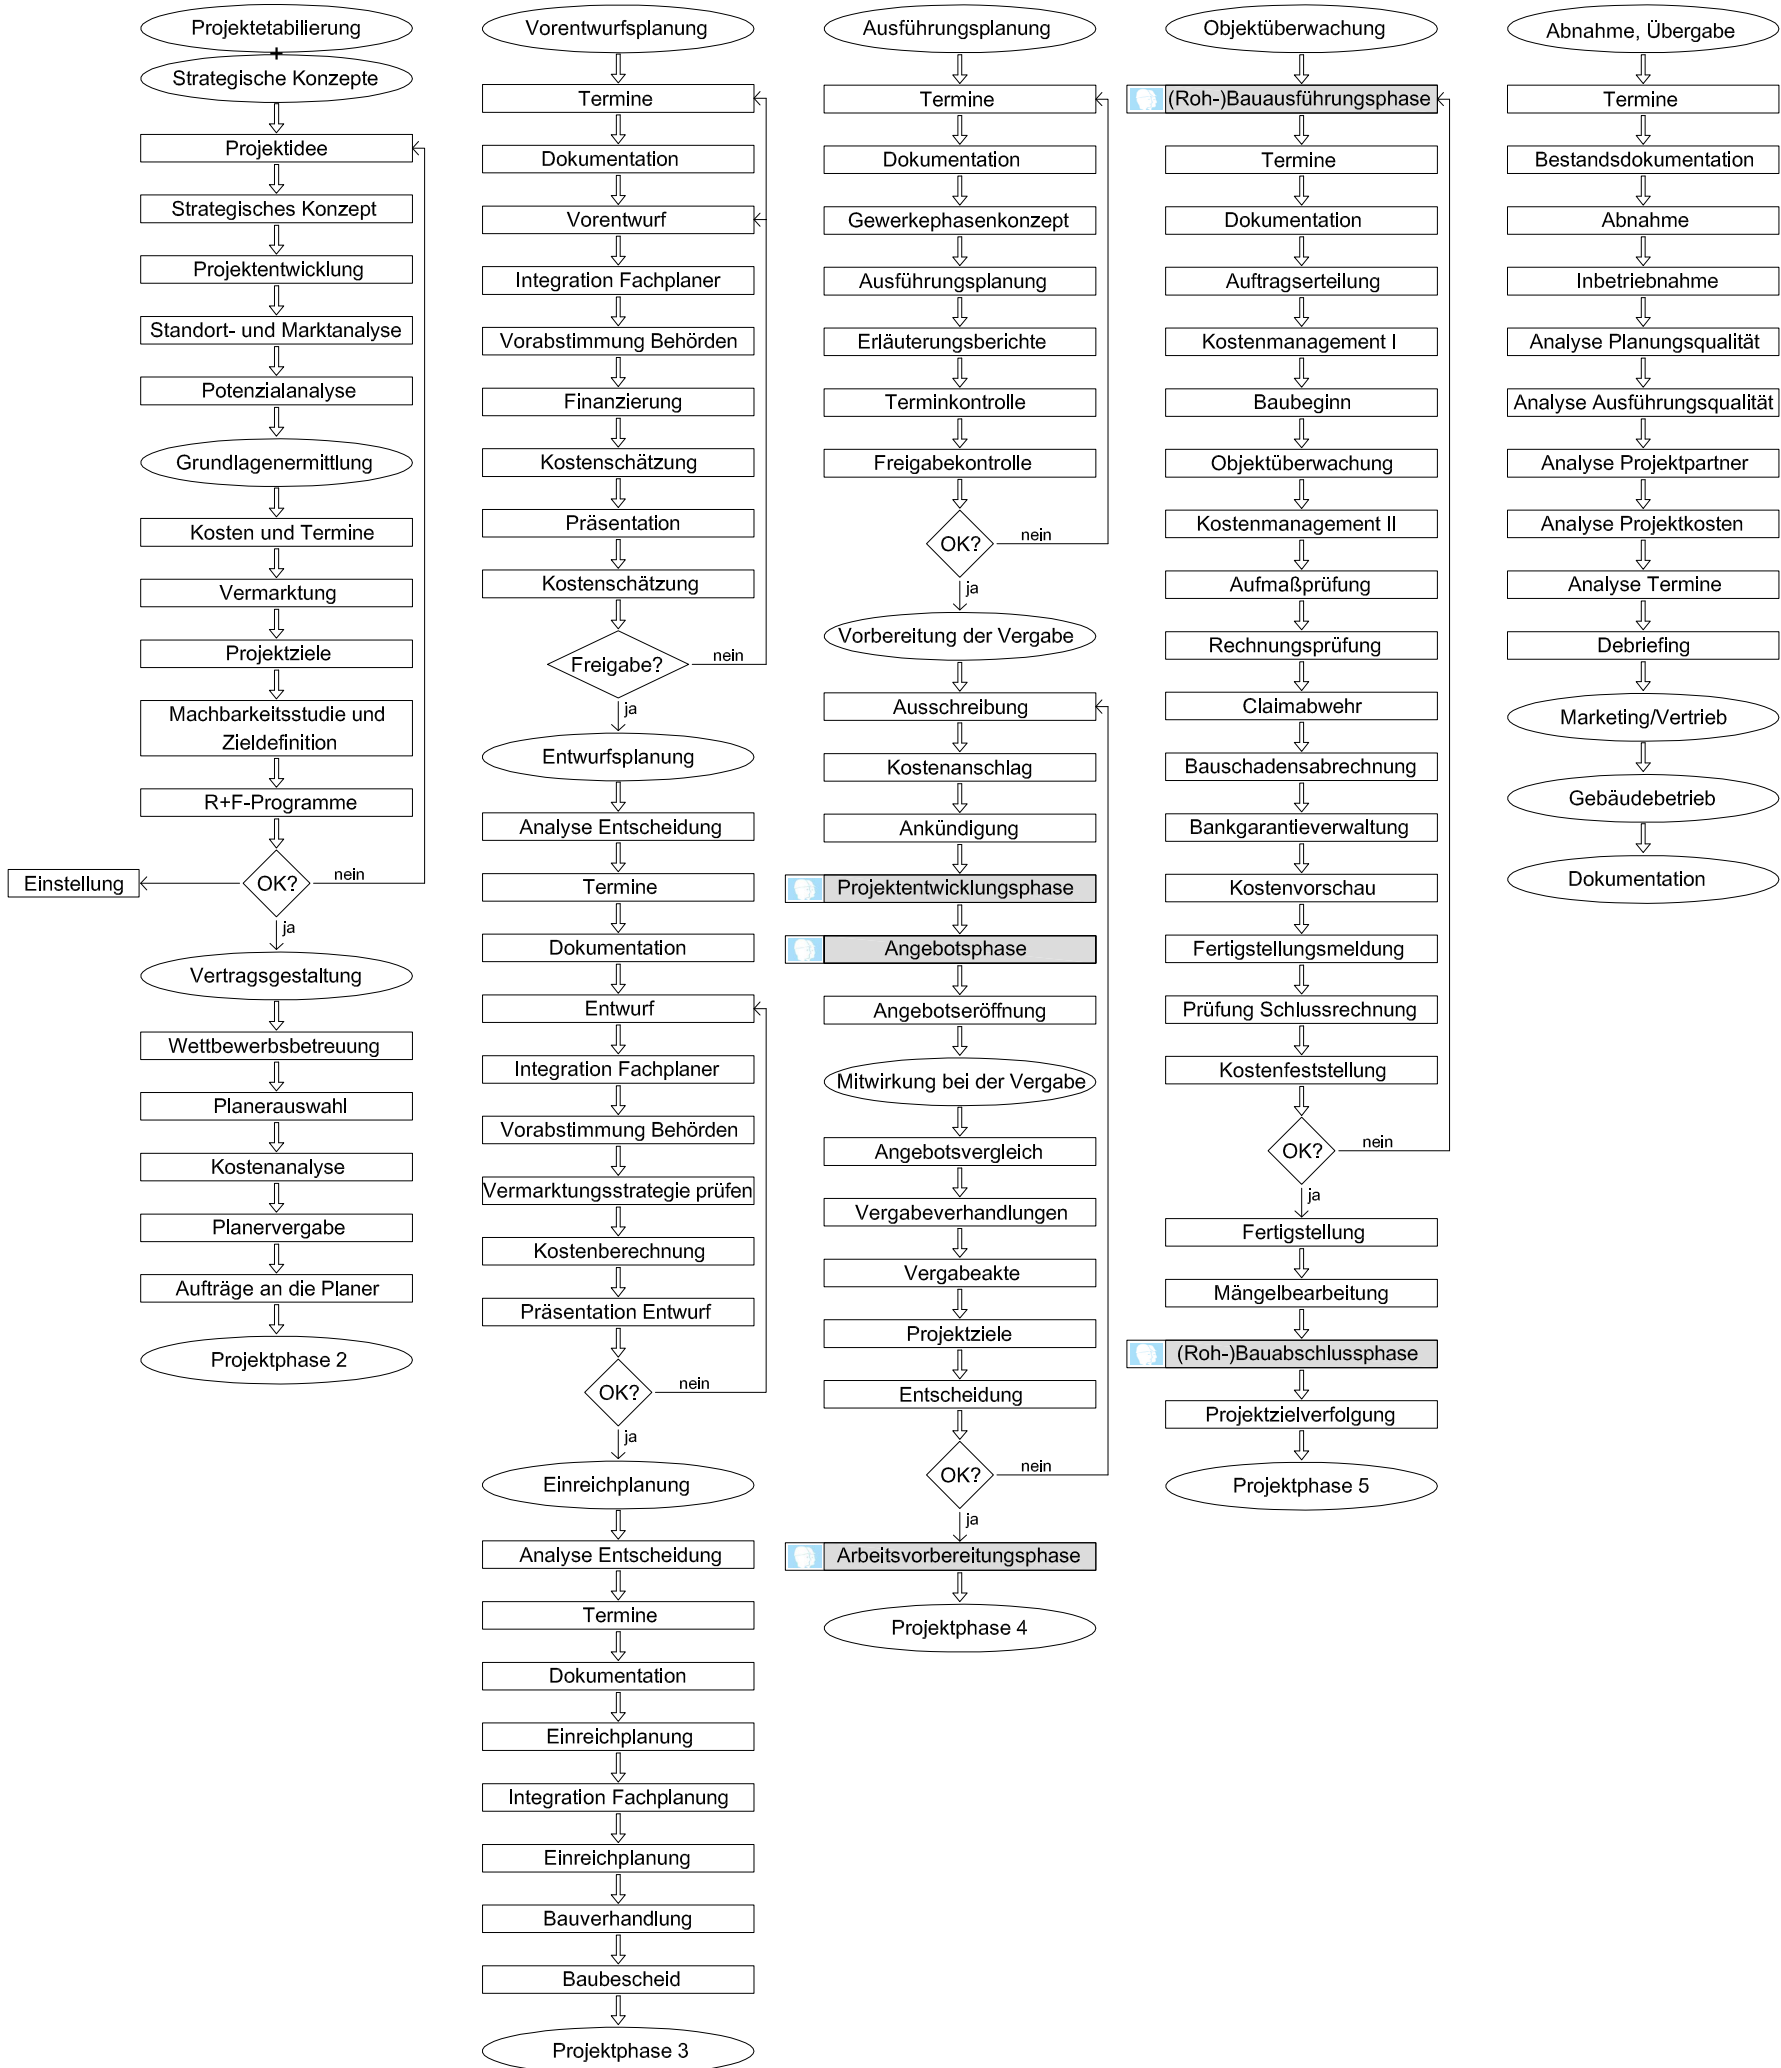 Projektetabilierung
+
Strategische Konzepte
Projektidee
Strategisches Konzept
Projektentwicklung
Standort- und Marktanalyse
Potenzialanalyse
Grundlagenermittlung
Kosten und Termine
Vermarktung
Projektziele
Machbarkeitsstudie und
Zieldefinition
R+F-Programme
Einstellung
OK?
nein
ja
Vertragsgestaltung
Wettbewerbsbetreuung
Planerauswahl
Kostenanalyse
Planervergabe
Aufträge an die Planer
Projektphase 2
Vorentwurfsplanung
Termine
Dokumentation
Vorentwurf
Integration Fachplaner
Vorabstimmung Behörden
Finanzierung
Kostenschätzung
Präsentation
Kostenschätzung
Freigabe?
nein
ja
Entwurfsplanung
Analyse Entscheidung
Termine
Dokumentation
Entwurf
Integration Fachplaner
Vorabstimmung Behörden
Vermarktungsstrategie prüfen
Kostenberechnung
Präsentation Entwurf
OK?
nein
ja
Einreichplanung
Analyse Entscheidung
Termine
Dokumentation
Einreichplanung
Integration Fachplanung
Einreichplanung
Bauverhandlung
Baubescheid
Projektphase 3
Ausführungsplanung
Termine
Dokumentation
Gewerkephasenkonzept
Ausführungsplanung
Erläuterungsberichte
Terminkontrolle
Freigabekontrolle
OK?
nein
ja
Vorbereitung der Vergabe
Ausschreibung
Kostenanschlag
Ankündigung
Projektentwicklungsphase
Angebotsphase
Angebotseröffnung
Mitwirkung bei der Vergabe
Angebotsvergleich
Vergabeverhandlungen
Vergabeakte
Projektziele
Entscheidung
OK?
nein
ja
Arbeitsvorbereitungsphase
Projektphase 4
Objektüberwachung
(Roh-)Bauausführungsphase
Termine
Dokumentation
Auftragserteilung
Kostenmanagement I
Baubeginn
Objektüberwachung
Kostenmanagement II
Aufmaßprüfung
Rechnungsprüfung
Claimabwehr
Bauschadensabrechnung
Bankgarantieverwaltung
Kostenvorschau
Fertigstellungsmeldung
Prüfung Schlussrechnung
Kostenfeststellung
OK?
nein
ja
Fertigstellung
Mängelbearbeitung
(Roh-)Bauabschlussphase
Projektzielverfolgung
Projektphase 5
Abnahme, Übergabe
Termine
Bestandsdokumentation
Abnahme
Inbetriebnahme
Analyse Planungsqualität
Analyse Ausführungsqualität
Analyse Projektpartner
Analyse Projektkosten
Analyse Termine
Debriefing
Marketing/Vertrieb
Gebäudebetrieb
Dokumentation